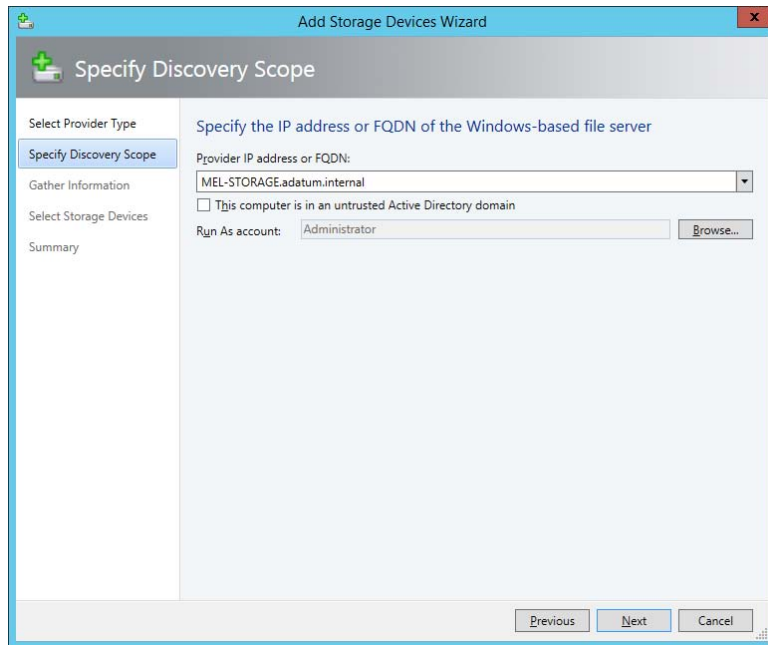 Add Storage Devices Wizard
x
Specify Discovery Scope
Select Provider Type
Specify Discovery Scope
Gather Information
Select Storage Devices
Summary
Specify the IP address or FQDN of the Windows-based file server
Provider IP address or FQDN:
MEL-STORAGE.adatum.internal
This computer is in an untrusted Active Directory domain
Run As account: Administrator Browse...
Previous Next Cancel